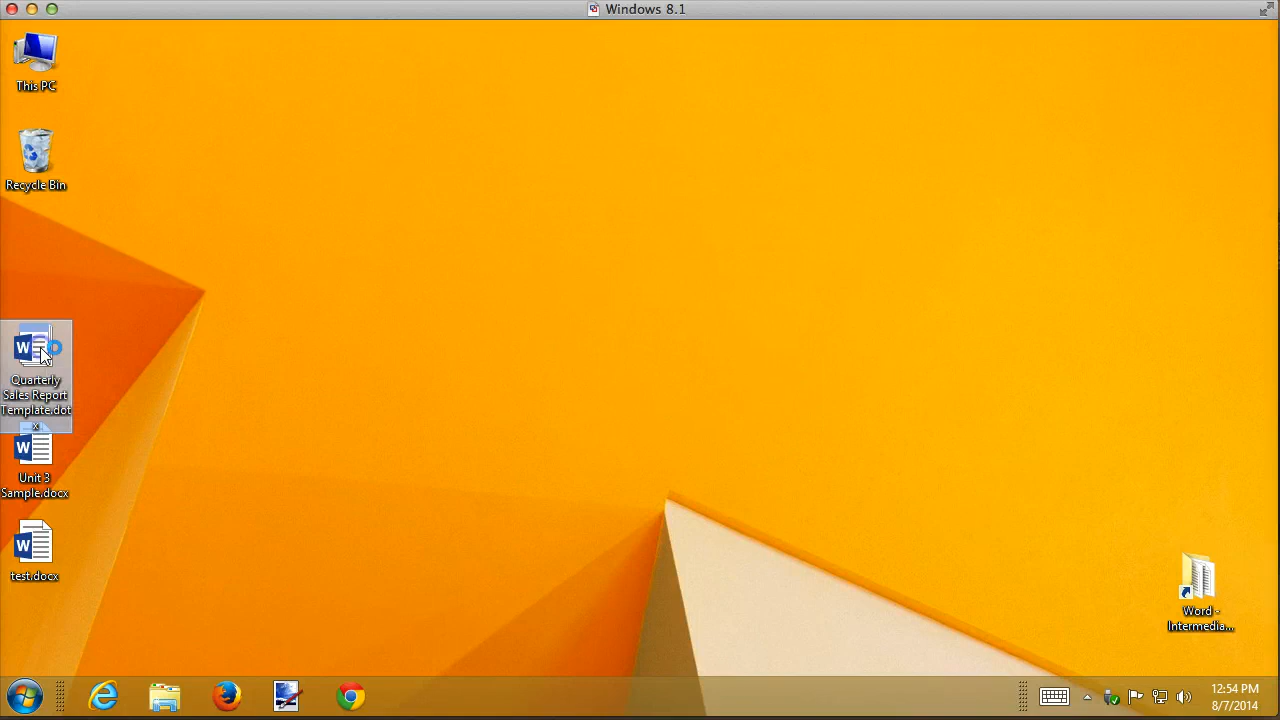 Windows 8.1
This PC
Recycle Bin
Quarterly
Sales Report
Template.dot
x
Unit 3
Sample.docx
test.docx
Word -
Intermedia...
12:54 PM
8/7/2014